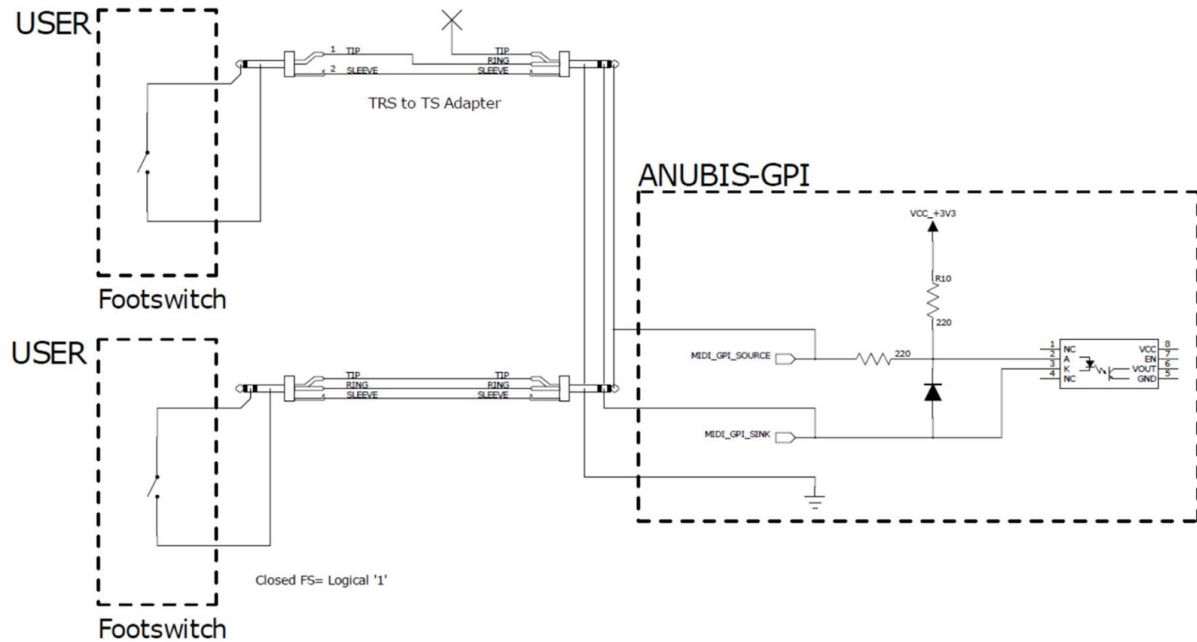 USER
1 TIP
TIP
RING
2 SLEEVE
SLEEVE
TRS to TS Adapter
Footswitch
ANUBIS-GPI
VCC_+3V3
R10
220
MIDI_GPI_SOURCE
220
1 NC
2 A
3 K
4 NC
VCC 8
EN 7
VOUT 6
GND 5
MIDI_GPI_SINK
USER
TIP
TIP
RING
RING
SLEEVE
SLEEVE
Closed FS= Logical '1'
Footswitch